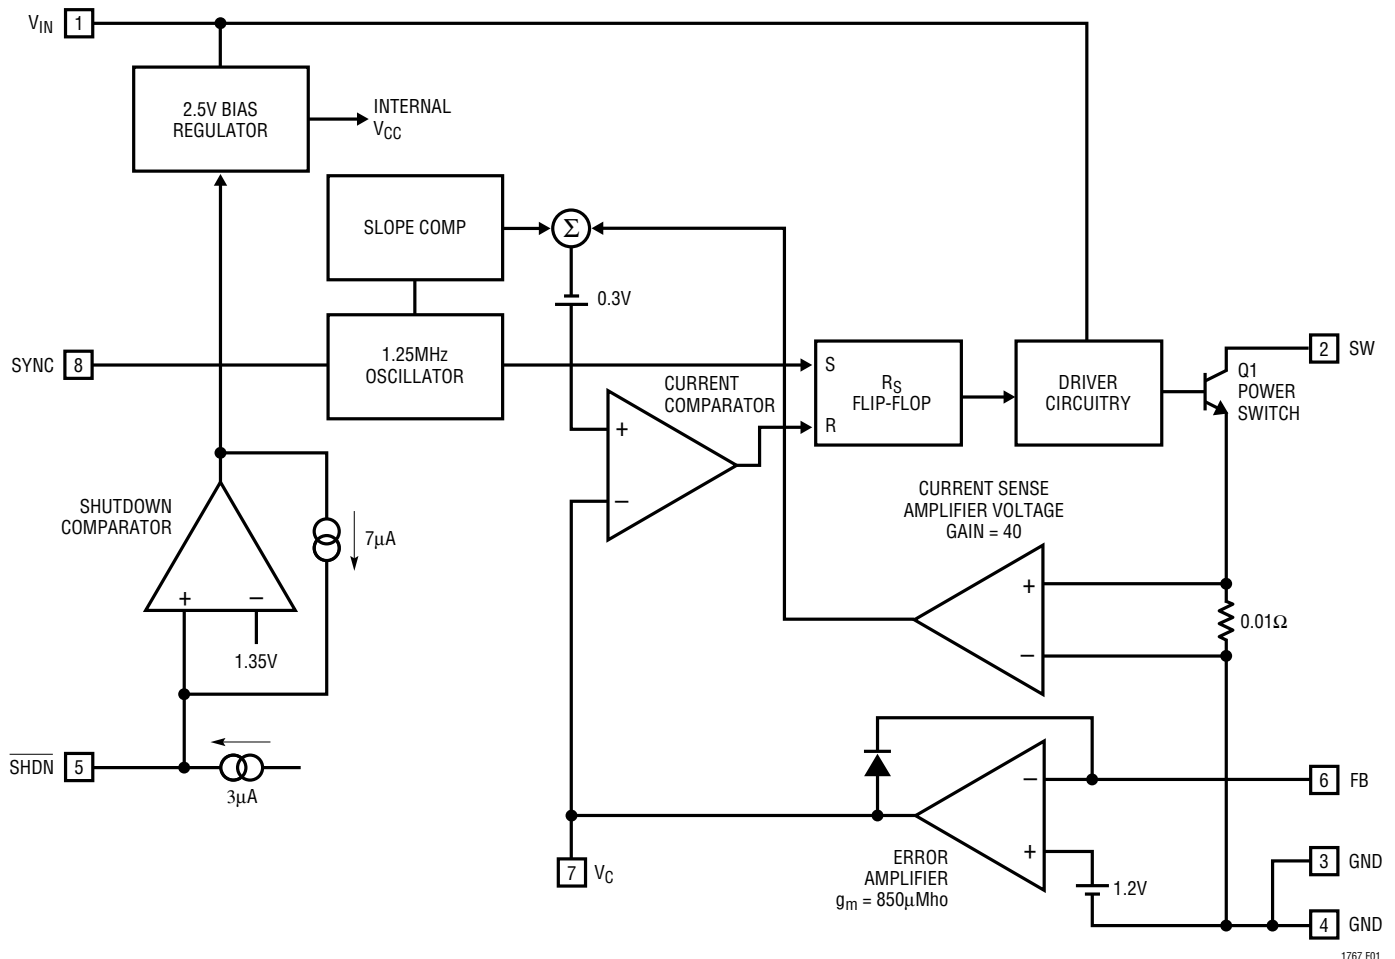 VIN 1
2.5V BIAS
REGULATOR
INTERNAL
VCC
SLOPE COMP
Σ
0.3V
SYNC 8
1.25MHz
OSCILLATOR
CURRENT
COMPARATOR
+
–
S
R
RS
FLIP-FLOP
DRIVER
CIRCUITRY
2 SW
Q1
POWER
SWITCH
SHUTDOWN
COMPARATOR
7µA
+
–
1.35V
CURRENT SENSE
AMPLIFIER VOLTAGE
GAIN = 40
+
–
0.01Ω
SHDN 5
3µA
–
+
6 FB
ERROR
AMPLIFIER
gm = 850µMho
1.2V
7 VC
3 GND
4 GND
1767 F01